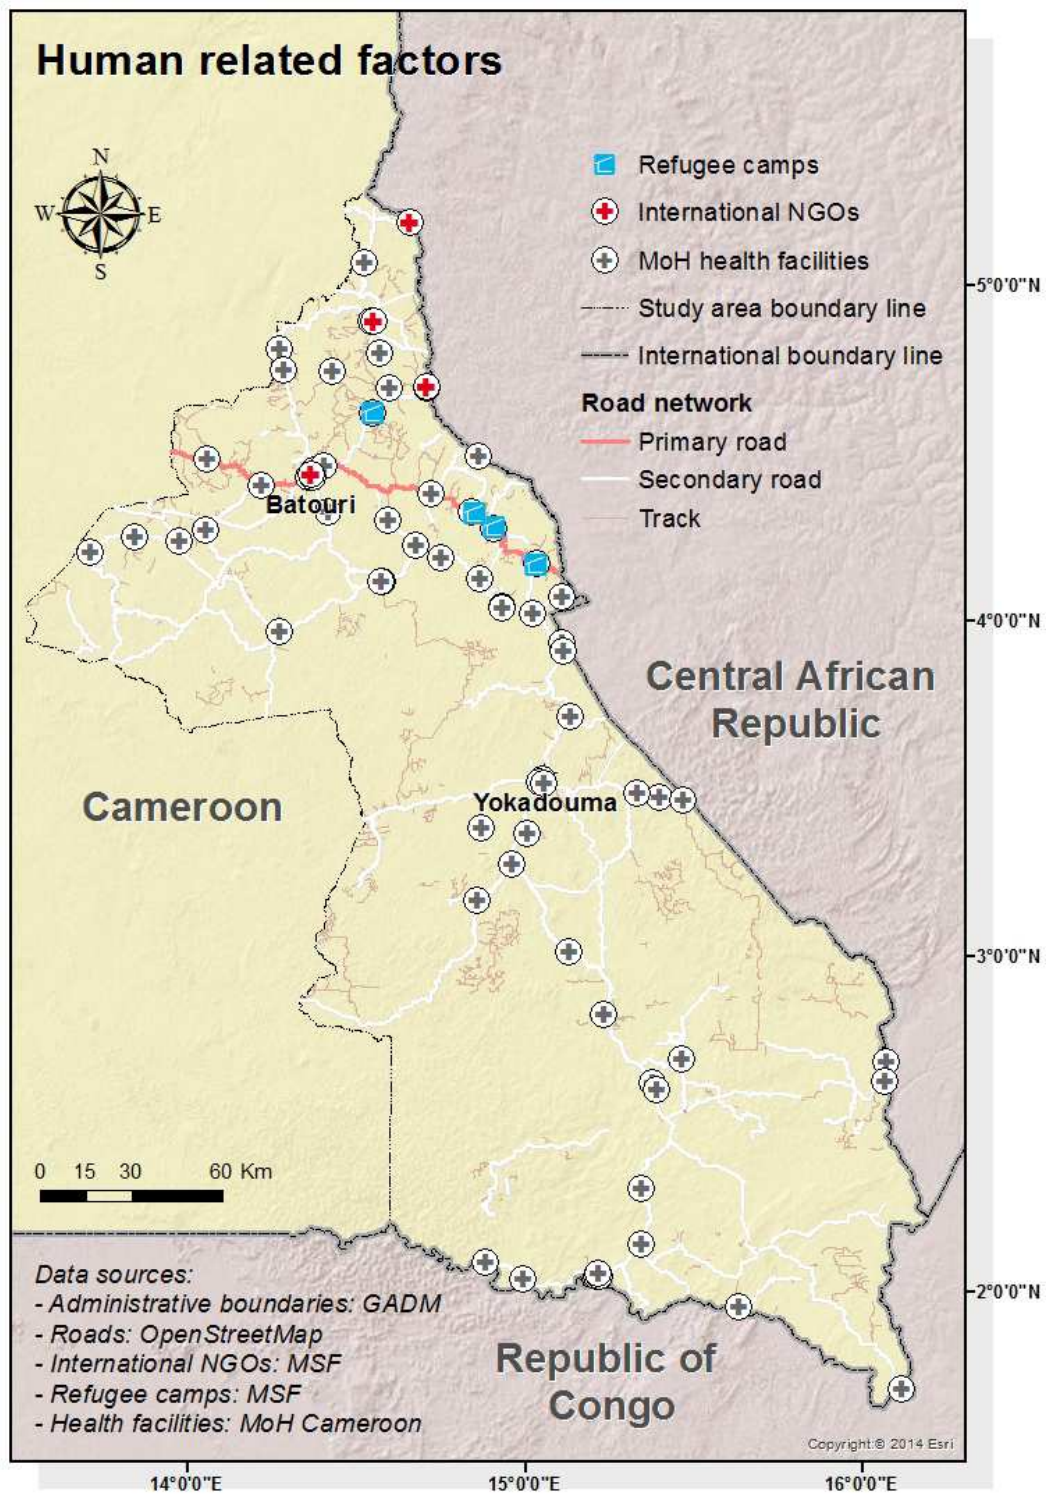 Human related factors
N
W
E
S
Refugee camps
International NGOs
MoH health facilities
Study area boundary line
International boundary line
Road network
Primary road
Secondary road
Track
5°0'0"N
4°0'0"N
3°0'0"N
2°0'0"N
Batouri
Central African
Republic
Cameroon
Yokadouma
0 15 30 60 Km
Data sources:
- Administrative boundaries: GADM
- Roads: OpenStreetMap
- International NGOs: MSF
- Refugee camps: MSF
- Health facilities: MoH Cameroon
Republic of
Congo
Copyright:© 2014 Esri
14°0'0"E
15°0'0"E
16°0'0"E